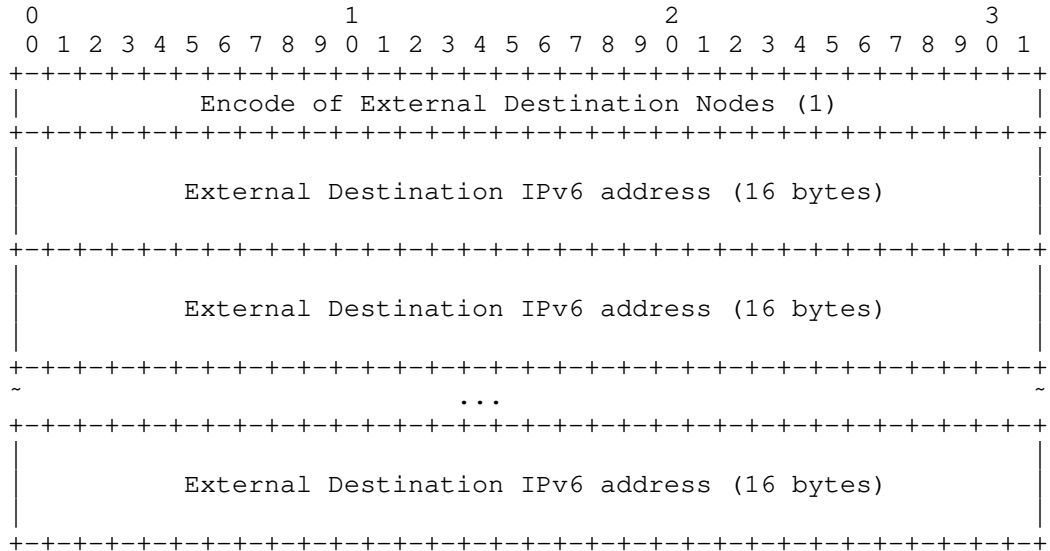 0                   1                   2                   3
 0 1 2 3 4 5 6 7 8 9 0 1 2 3 4 5 6 7 8 9 0 1 2 3 4 5 6 7 8 9 0 1
+-+-+-+-+-+-+-+-+-+-+-+-+-+-+-+-+-+-+-+-+-+-+-+-+-+-+-+-+-+-+-+-+
|           Encode of External Destination Nodes (1)            |
+-+-+-+-+-+-+-+-+-+-+-+-+-+-+-+-+-+-+-+-+-+-+-+-+-+-+-+-+-+-+-+-+
|                                                               |
|          External Destination IPv6 address (16 bytes)         |
|                                                               |
+-+-+-+-+-+-+-+-+-+-+-+-+-+-+-+-+-+-+-+-+-+-+-+-+-+-+-+-+-+-+-+-+
|                                                               |
|          External Destination IPv6 address (16 bytes)         |
|                                                               |
+-+-+-+-+-+-+-+-+-+-+-+-+-+-+-+-+-+-+-+-+-+-+-+-+-+-+-+-+-+-+-+-+
~                           ...                                 ~
+-+-+-+-+-+-+-+-+-+-+-+-+-+-+-+-+-+-+-+-+-+-+-+-+-+-+-+-+-+-+-+-+
|                                                               |
|          External Destination IPv6 address (16 bytes)         |
|                                                               |
+-+-+-+-+-+-+-+-+-+-+-+-+-+-+-+-+-+-+-+-+-+-+-+-+-+-+-+-+-+-+-+-+